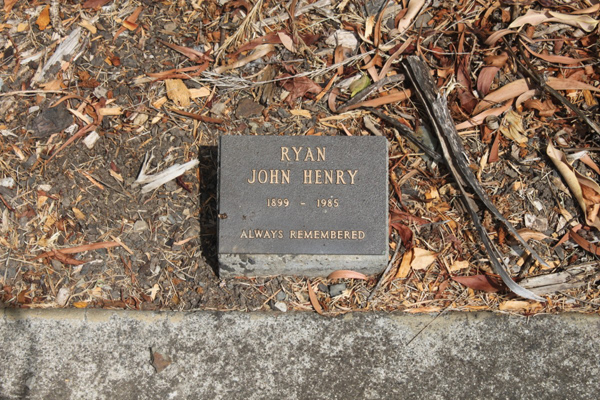 RYAN
JOHN HENRY
1899 - 1985
ALWAYS REMEMBERED